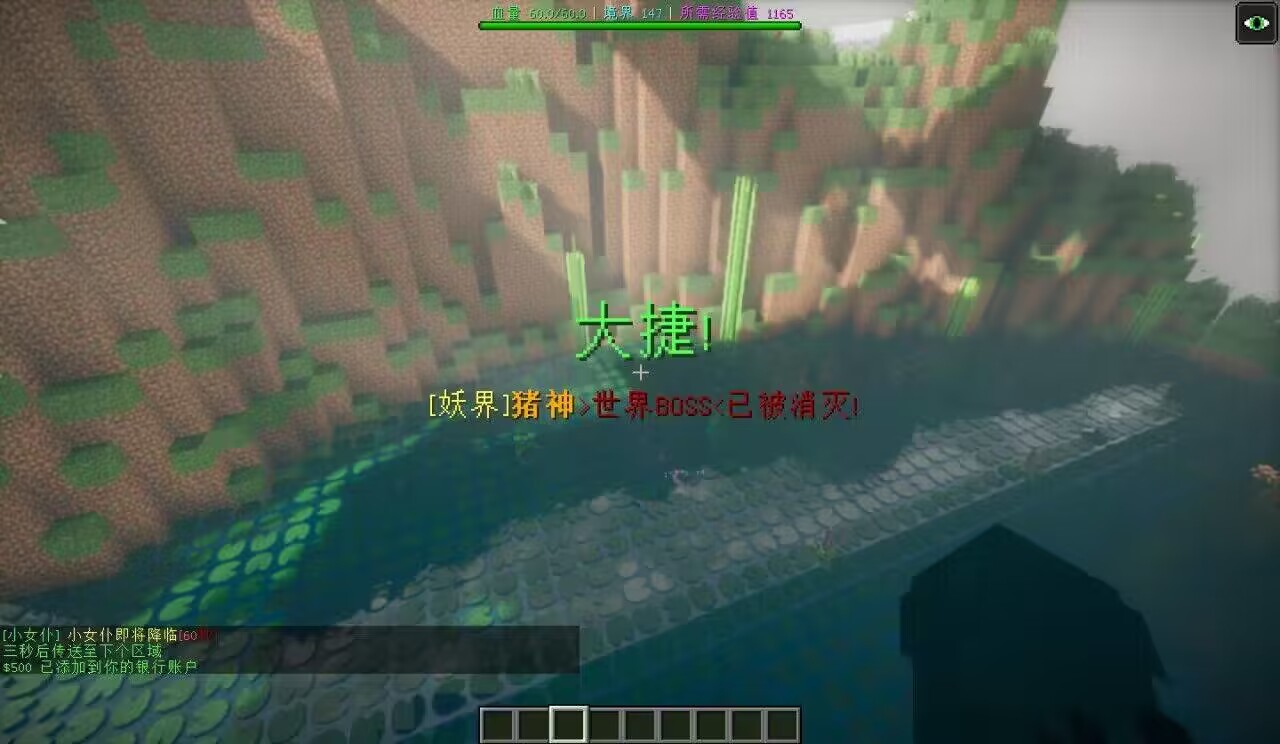 血量 60.0/60.0 | 境界 147 | 所需经验值 1165
大捷!
[妖界]猪神>世界BOSS<已被消灭!
[小女仆] 小女仆即将降临[60
三秒后传送至下个区域
$500 已添加到你的银行账户